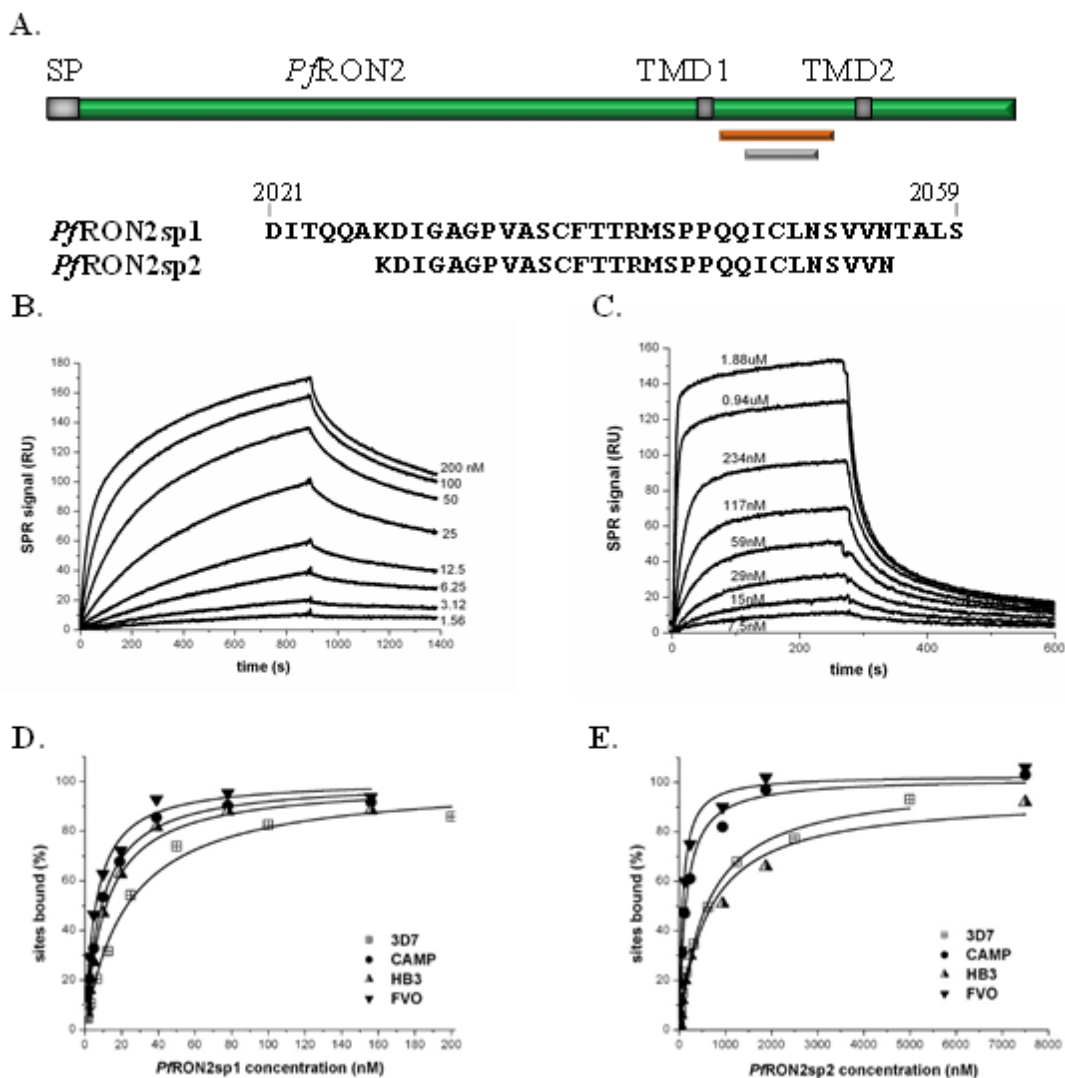 A.
SP PfRON2 TMD1 TMD2
2021 2059
PfRON2sp1 DITQQAKDIGAGPVASCFTTRMSPPQQICLNSVVNTALS
PfRON2sp2 KDIGAGPVASCFTTRMSPPQQICLNSVVN
B.
180
160
140
120
100
80
60
40
20
0
SPR signal (RU)
200 nM
100
50
25
12.5
6.25
3.12
1.56
0 200 400 600 800 1000 1200 1400
time (s)
C.
160
140
120
100
80
60
40
20
0
SPR signal (RU)
1.88uM
0.94uM
234nM
117nM
59nM
29nM
15nM
7.5nM
0 200 400 600
time (s)
D.
100
80
60
40
20
0
sites bound (%)
3D7
CAMP
HB3
FVO
0 20 40 60 80 100 120 140 160 180 200
PfRON2sp1 concentration (nM)
E.
100
80
60
40
20
0
sites bound (%)
3D7
CAMP
HB3
FVO
0 1000 2000 3000 4000 5000 6000 7000 8000
PfRON2sp2 concentration (nM)